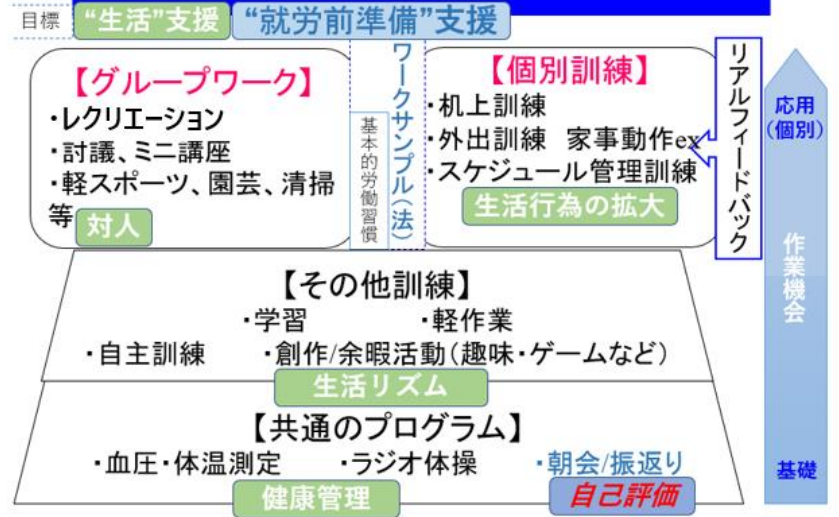 目標 “生活”支援 “就労前準備”支援
【グループワーク】
・レクリエーション
・討議、ミニ講座
・軽スポーツ、園芸、清掃
等
対人
基本的労働習慣
ワークサンプル(法)
【個別訓練】
・机上訓練
・外出訓練 家事動作ex
・スケジュール管理訓練
生活行為の拡大
リアルフィードバック
応用
(個別)
作業機会
基礎
【その他訓練】
・学習 ・軽作業
・自主訓練 ・創作/余暇活動(趣味・ゲームなど)
生活リズム
【共通のプログラム】
・血圧・体温測定 ・ラジオ体操 ・朝会/振返り
健康管理 自己評価